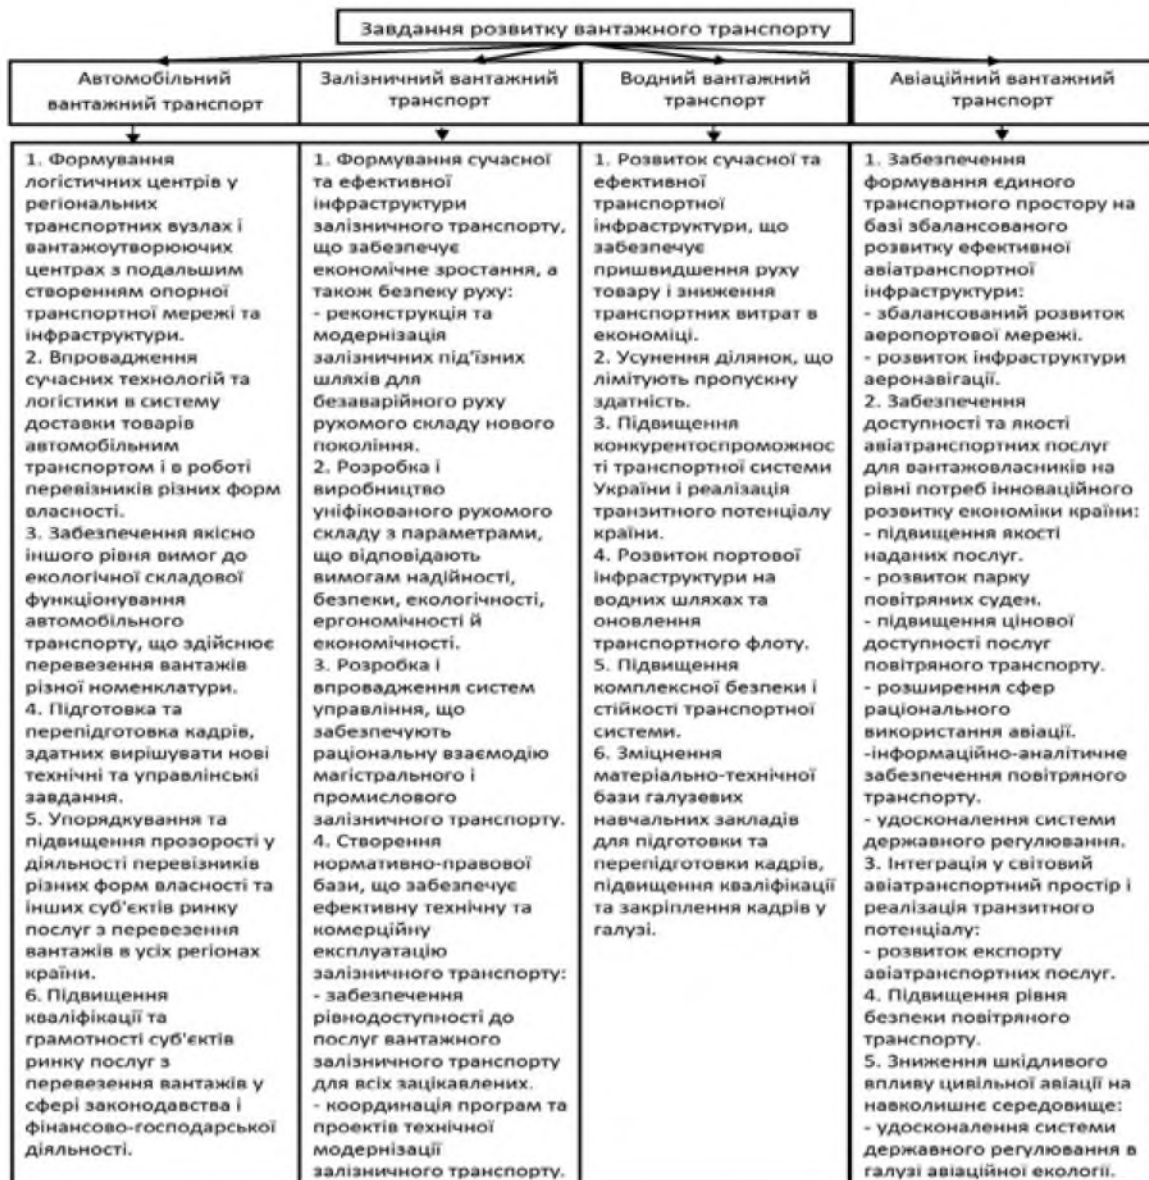 Завдання розвитку вантажного транспорту
Автомобільний
вантажний транспорт
Залізничний вантажний
транспорт
Водний вантажний
транспорт
Авіаційний вантажний
транспорт
1. Формування
логістичних центрів у
регіональних
транспортних вузлах і
вантажоутворюючих
центрах з подальшим
створенням опорної
транспортної мережі та
інфраструктури.
2. Впровадження
сучасних технологій та
логістики в систему
доставки товарів
автомобільним
транспортом і в роботі
перевізників різних форм
власності.
3. Забезпечення якісно
іншого рівня вимог до
екологічної складової
функціонування
автомобільного
транспорту, що здійснює
перевезення вантажів
різної номенклатури.
4. Підготовка та
перепідготовка кадрів,
здатних вирішувати нові
технічні та управлінські
завдання.
5. Упорядкування та
підвищення прозорості у
діяльності перевізників
різних форм власності та
інших суб'єктів ринку
послуг з перевезення
вантажів в усіх регіонах
країни.
6. Підвищення
кваліфікації та
грамотності суб'єктів
ринку послуг з
перевезення вантажів у
сфері законодавства і
фінансово-господарської
діяльності.
1. Формування сучасної
та ефективної
інфраструктури
залізничного транспорту,
що забезпечує
економічне зростання, а
також безпеку руху:
- реконструкція та
модернізація
залізничних під'їзних
шляхів для
безаварійного руху
рухомого складу нового
покоління.
2. Розробка і
виробництво
уніфікованого рухомого
складу з параметрами,
що відповідають
вимогам надійності,
безпеки, екологічності,
ергономічності й
економічності.
3. Розробка і
впровадження систем
управління, що
забезпечують
раціональну взаємодію
магістрального і
промислового
залізничного транспорту.
4. Створення
нормативно-правової
бази, що забезпечує
ефективну технічну та
комерційну
експлуатацію
залізничного транспорту:
- забезпечення
рівнодоступності до
послуг вантажного
залізничного транспорту
для всіх зацікавлених.
- координація програм та
проектів технічної
модернізації
залізничного транспорту.
1. Розвиток сучасної та
ефективної
транспортної
інфраструктури, що
забезпечує
пришвидшення руху
товару і зниження
транспортних витрат в
економіці.
2. Усунення ділянок, що
лімітують пропускну
здатність.
3. Підвищення
конкурентоспроможнос
ті транспортної системи
України і реалізація
транзитного потенціалу
країни.
4. Розвиток портової
інфраструктури на
водних шляхах та
оновлення
транспортного флоту.
5. Підвищення
комплексної безпеки і
стійкості транспортної
системи.
6. Зміцнення
матеріально-технічної
бази галузевих
навчальних закладів
для підготовки та
перепідготовки кадрів,
підвищення кваліфікації
та закріплення кадрів у
галузі.
1. Забезпечення
формування єдиного
транспортного простору на
базі збалансованого
розвитку ефективної
авіатранспортної
інфраструктури:
- збалансований розвиток
аеропортової мережі.
- розвиток інфраструктури
аеронавігації.
2. Забезпечення
доступності та якості
авіатранспортних послуг
для вантажовласників на
рівні потреб інноваційного
розвитку економіки країни:
- підвищення якості
наданих послуг.
- розвиток парку
повітряних суден.
- підвищення цінової
доступності послуг
повітряного транспорту.
- розширення сфер
раціонального
використання авіації.
-інформаційно-аналітичне
забезпечення повітряного
транспорту.
- удосконалення системи
державного регулювання.
3. Інтеграція у світовий
авіатранспортний простір і
реалізація транзитного
потенціалу:
- розвиток експорту
авіатранспортних послуг.
4. Підвищення рівня
безпеки повітряного
транспорту.
5. Зниження шкідливого
впливу цивільної авіації на
навколишнє середовище:
- удосконалення системи
державного регулювання в
галузі авіаційної екології.